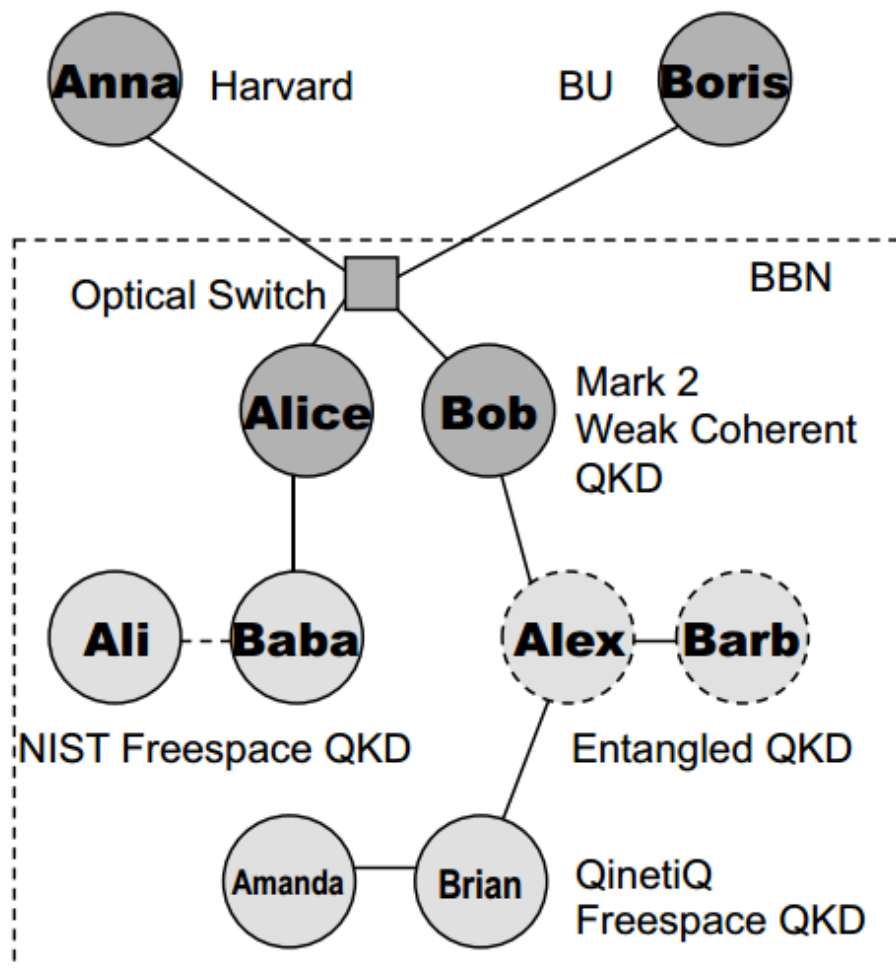 Anna
Harvard
BU
Boris
Optical Switch
BBN
Alice
Bob
Mark 2
Weak Coherent
QKD
Ali
Baba
Alex
Barb
NIST Freespace QKD
Entangled QKD
Amanda
Brian
QinetiQ
Freespace QKD